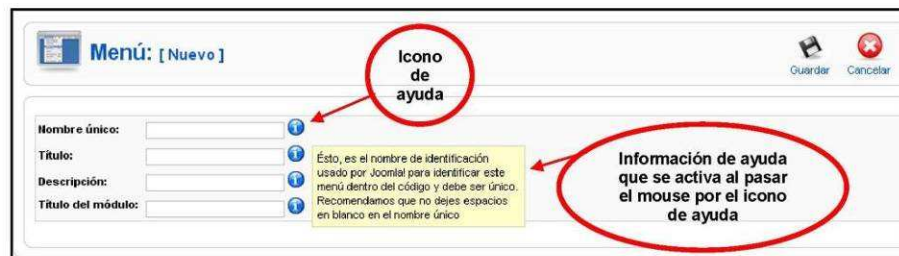 Menú: [ Nuevo ]
Icono
de
ayuda
Guardar
Cancelar
Nombre único:
Título:
Descripción:
Título del módulo:
Ésto, es el nombre de identificación
usado por Joomla! para identificar este
menú dentro del código y debe ser único.
Recomendamos que no dejes espacios
en blanco en el nombre único
Información de ayuda
que se activa al pasar
el mouse por el icono
de ayuda